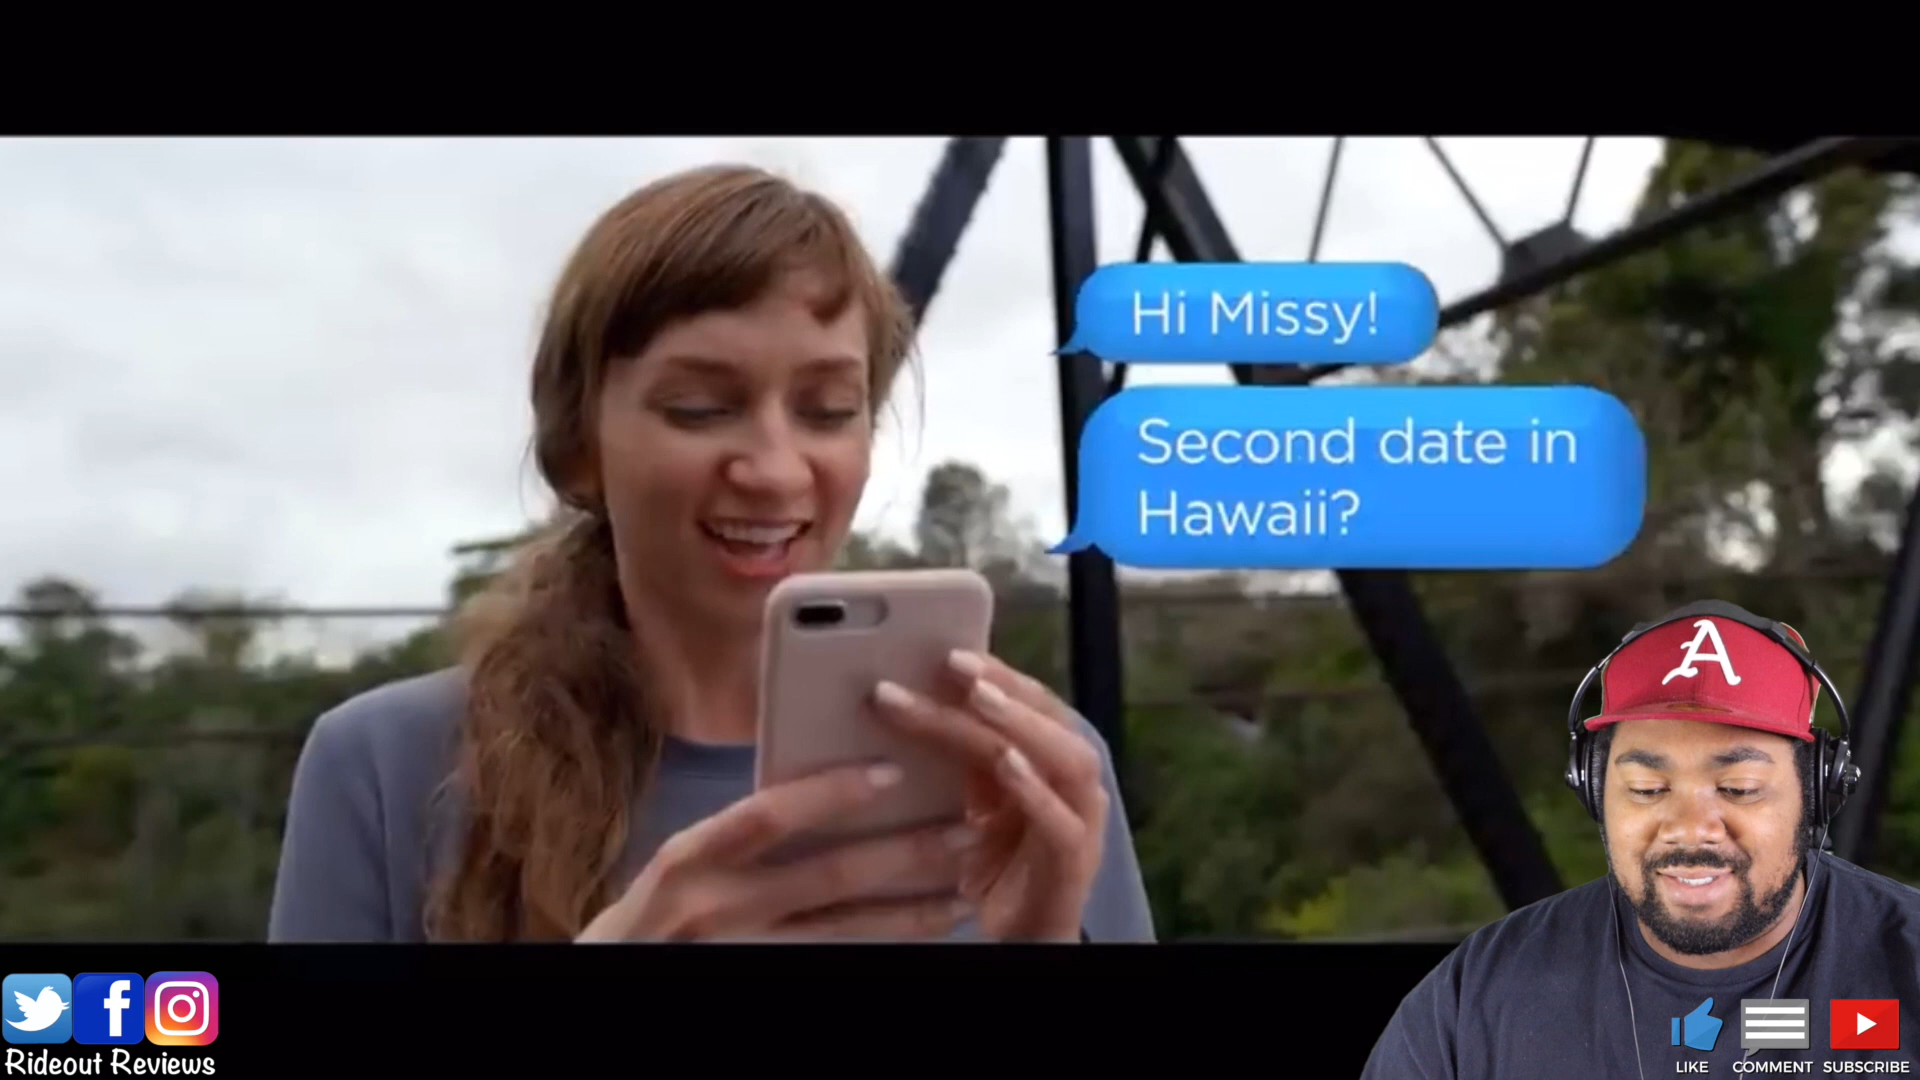 Hi Missy!
Second date in
Hawaii?
A
Rideout Reviews
LIKE
COMMENT
SUBSCRIBE